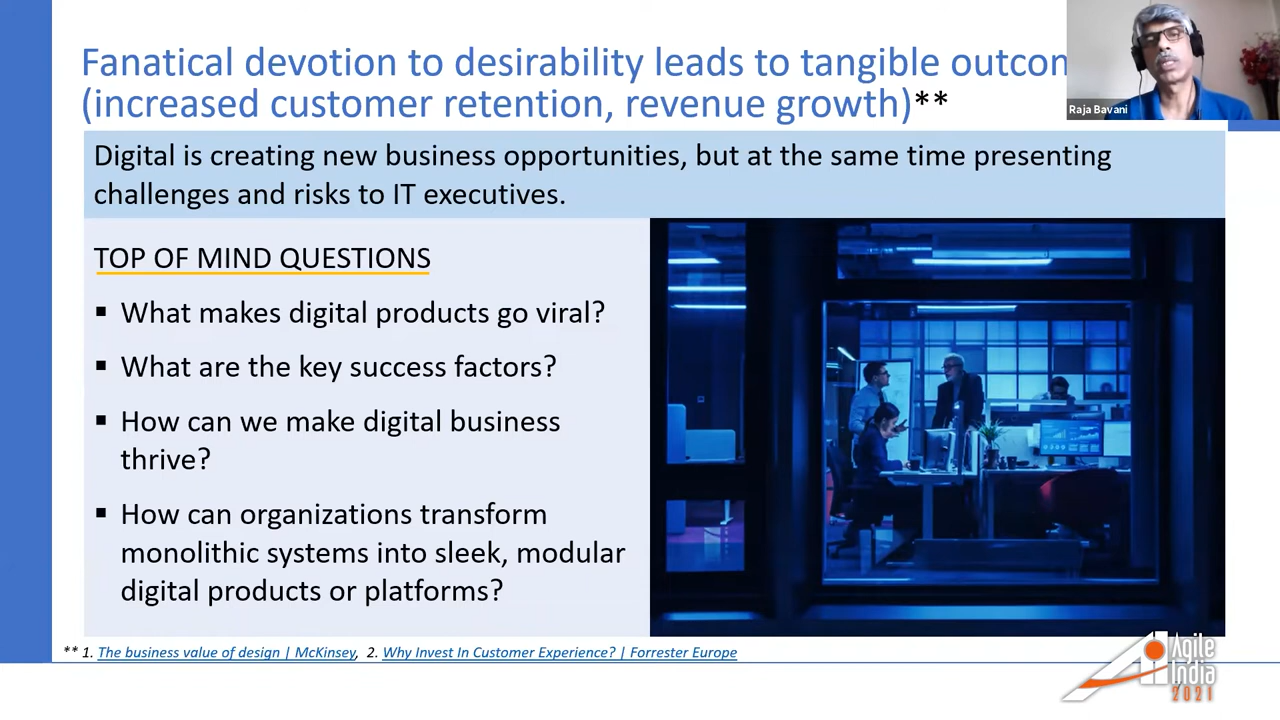 Fanatical devotion to desirability leads to tangible outcom
(increased customer retention, revenue growth)**
Raja Bavani
Digital is creating new business opportunities, but at the same time presenting
challenges and risks to IT executives.
TOP OF MIND QUESTIONS
▪ What makes digital products go viral?
▪ What are the key success factors?
▪ How can we make digital business
thrive?
▪ How can organizations transform
monolithic systems into sleek, modular
digital products or platforms?
** 1. The business value of design | McKinsey, 2. Why Invest In Customer Experience? | Forrester Europe
Agile
India
2021